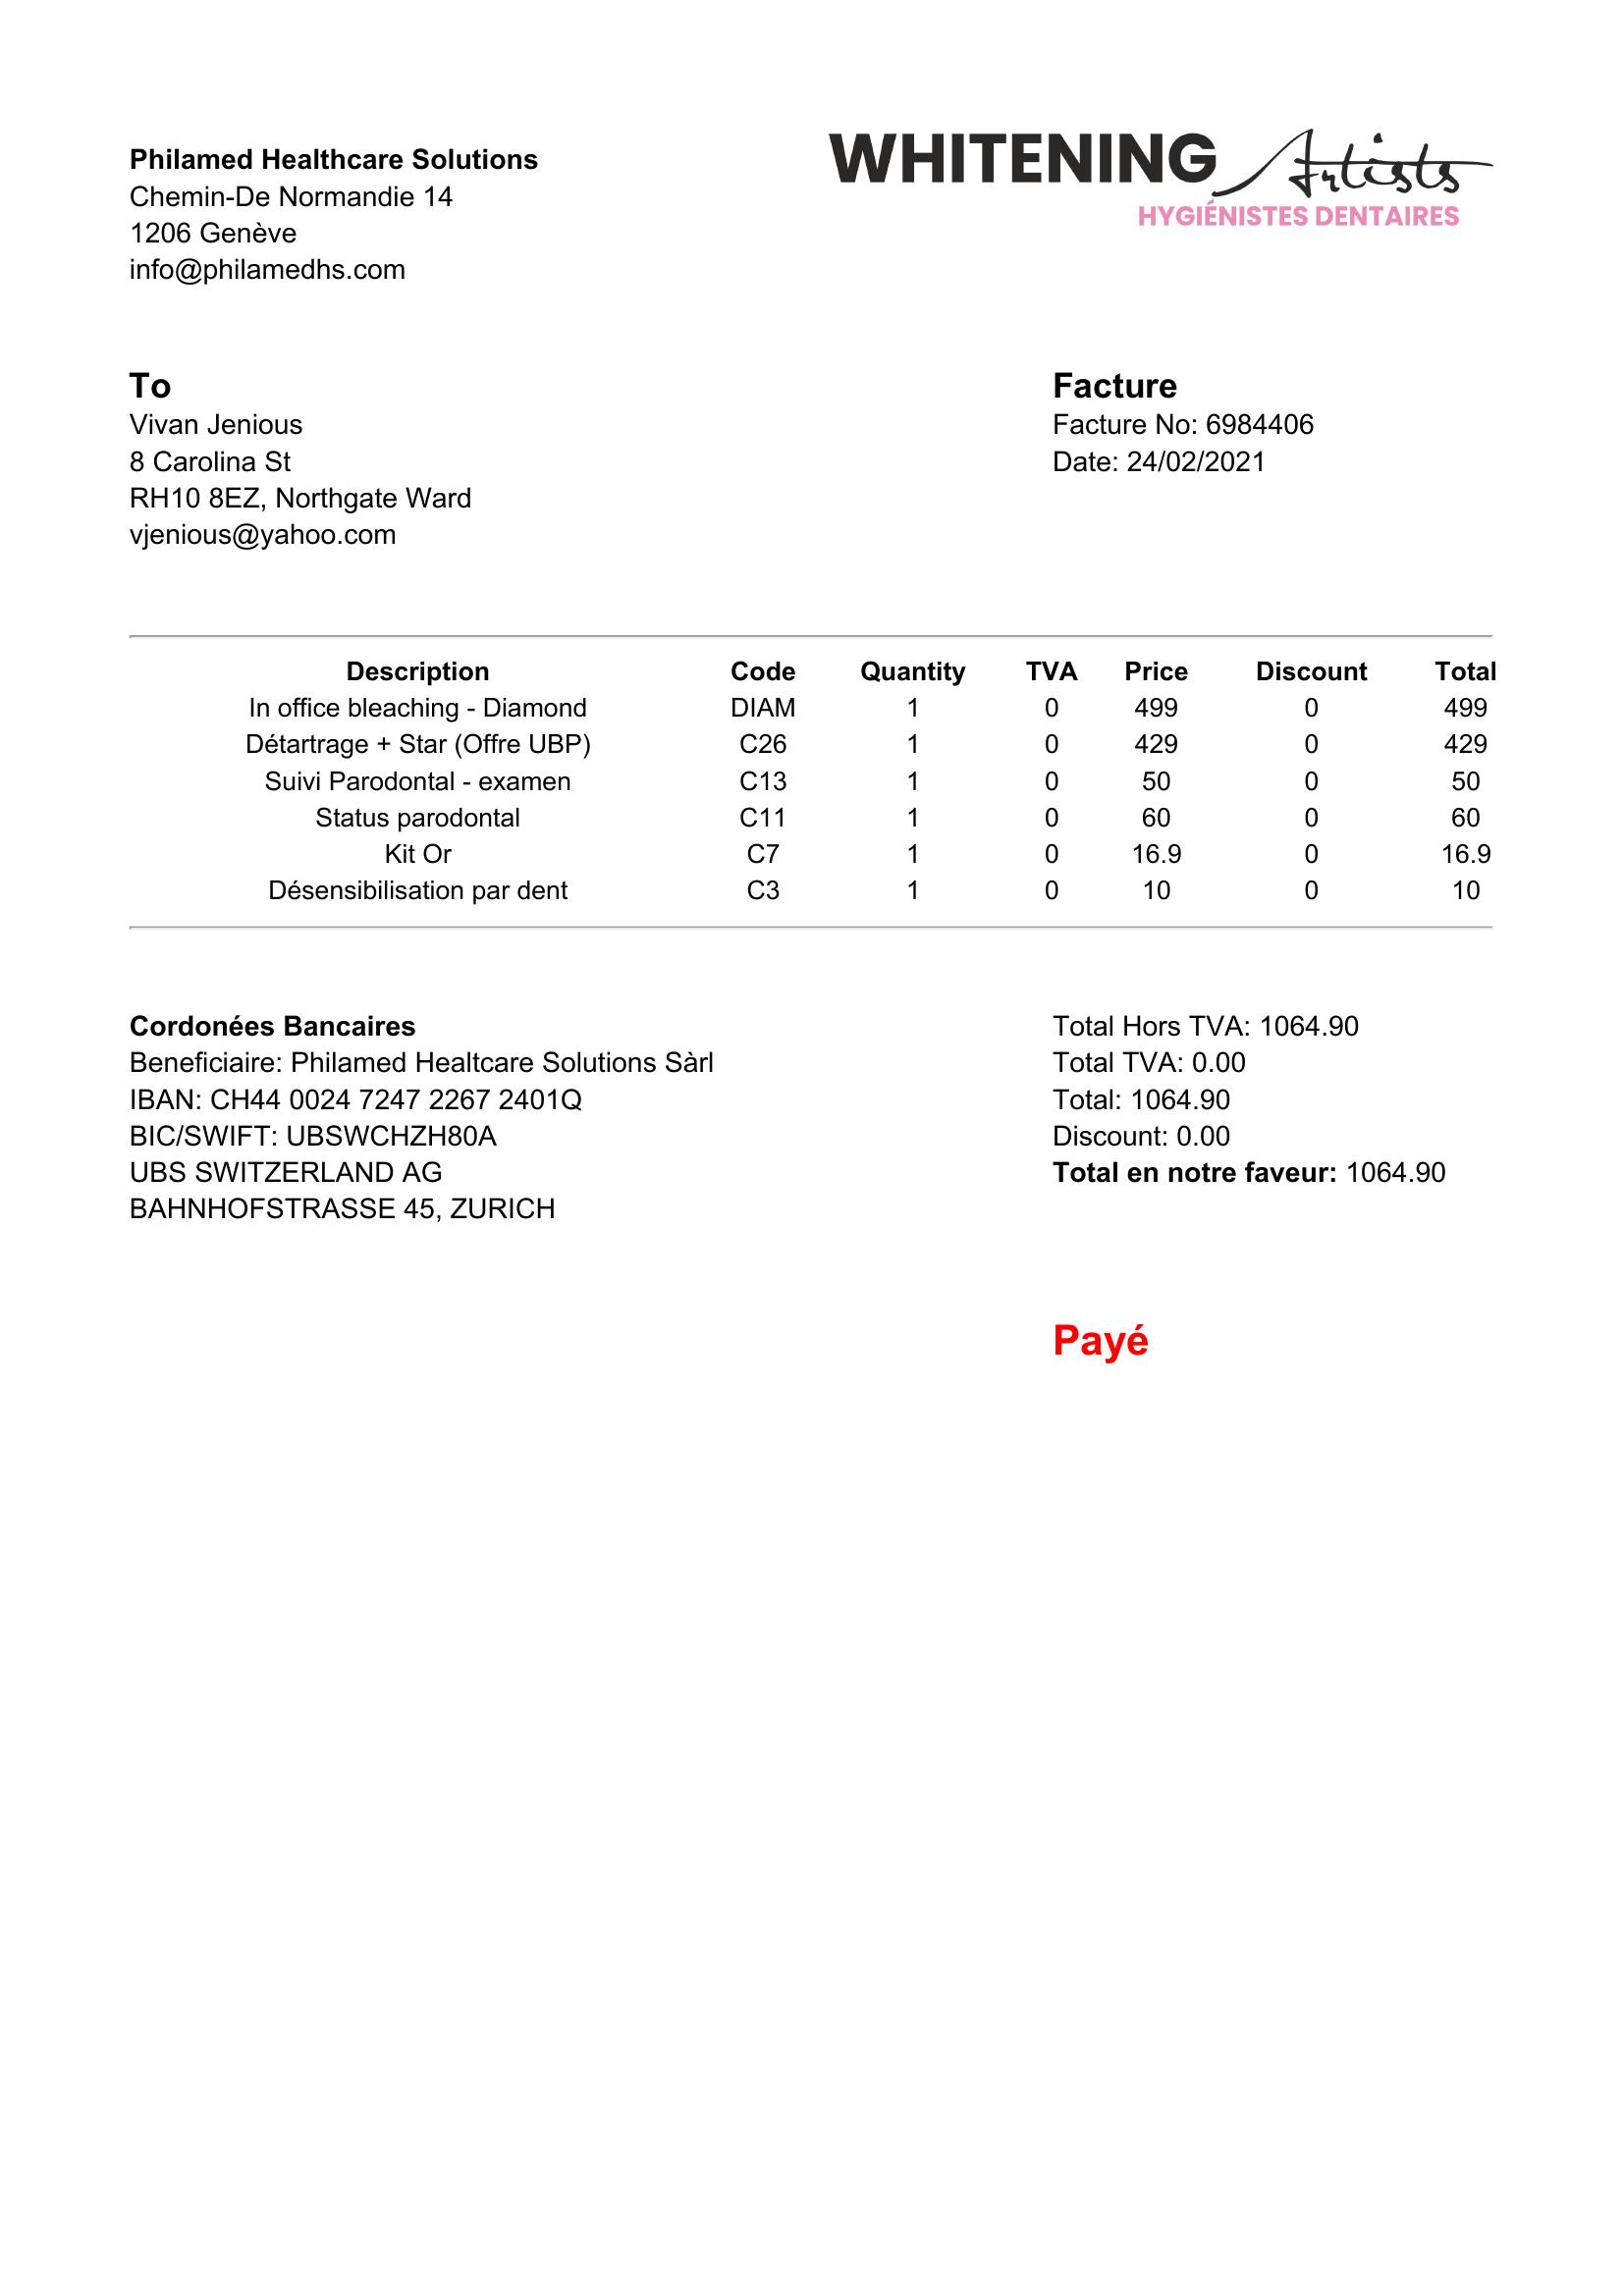 Philamed Healthcare Solutions
Chemin-De Normandie 14
1206 Genève
info@philamedhs.com
WHITENING Artists
HYGIÉNISTES DENTAIRES
To
Vivan Jenious
8 Carolina St
RH10 8EZ, Northgate Ward
vjenious@yahoo.com
Facture
Facture No: 6984406
Date: 24/02/2021
Description Code Quantity TVA Price Discount Total
In office bleaching - Diamond DIAM 1 0 499 0 499
Détartrage + Star (Offre UBP) C26 1 0 429 0 429
Suivi Parodontal - examen C13 1 0 50 0 50
Status parodontal C11 1 0 60 0 60
Kit Or C7 1 0 16.9 0 16.9
Désensibilisation par dent C3 1 0 10 0 10
Cordonées Bancaires
Beneficiaire: Philamed Healtcare Solutions Sàrl
IBAN: CH44 0024 7247 2267 2401Q
BIC/SWIFT: UBSWCHZH80A
UBS SWITZERLAND AG
BAHNHOFSTRASSE 45, ZURICH
Total Hors TVA: 1064.90
Total TVA: 0.00
Total: 1064.90
Discount: 0.00
Total en notre faveur: 1064.90
Payé